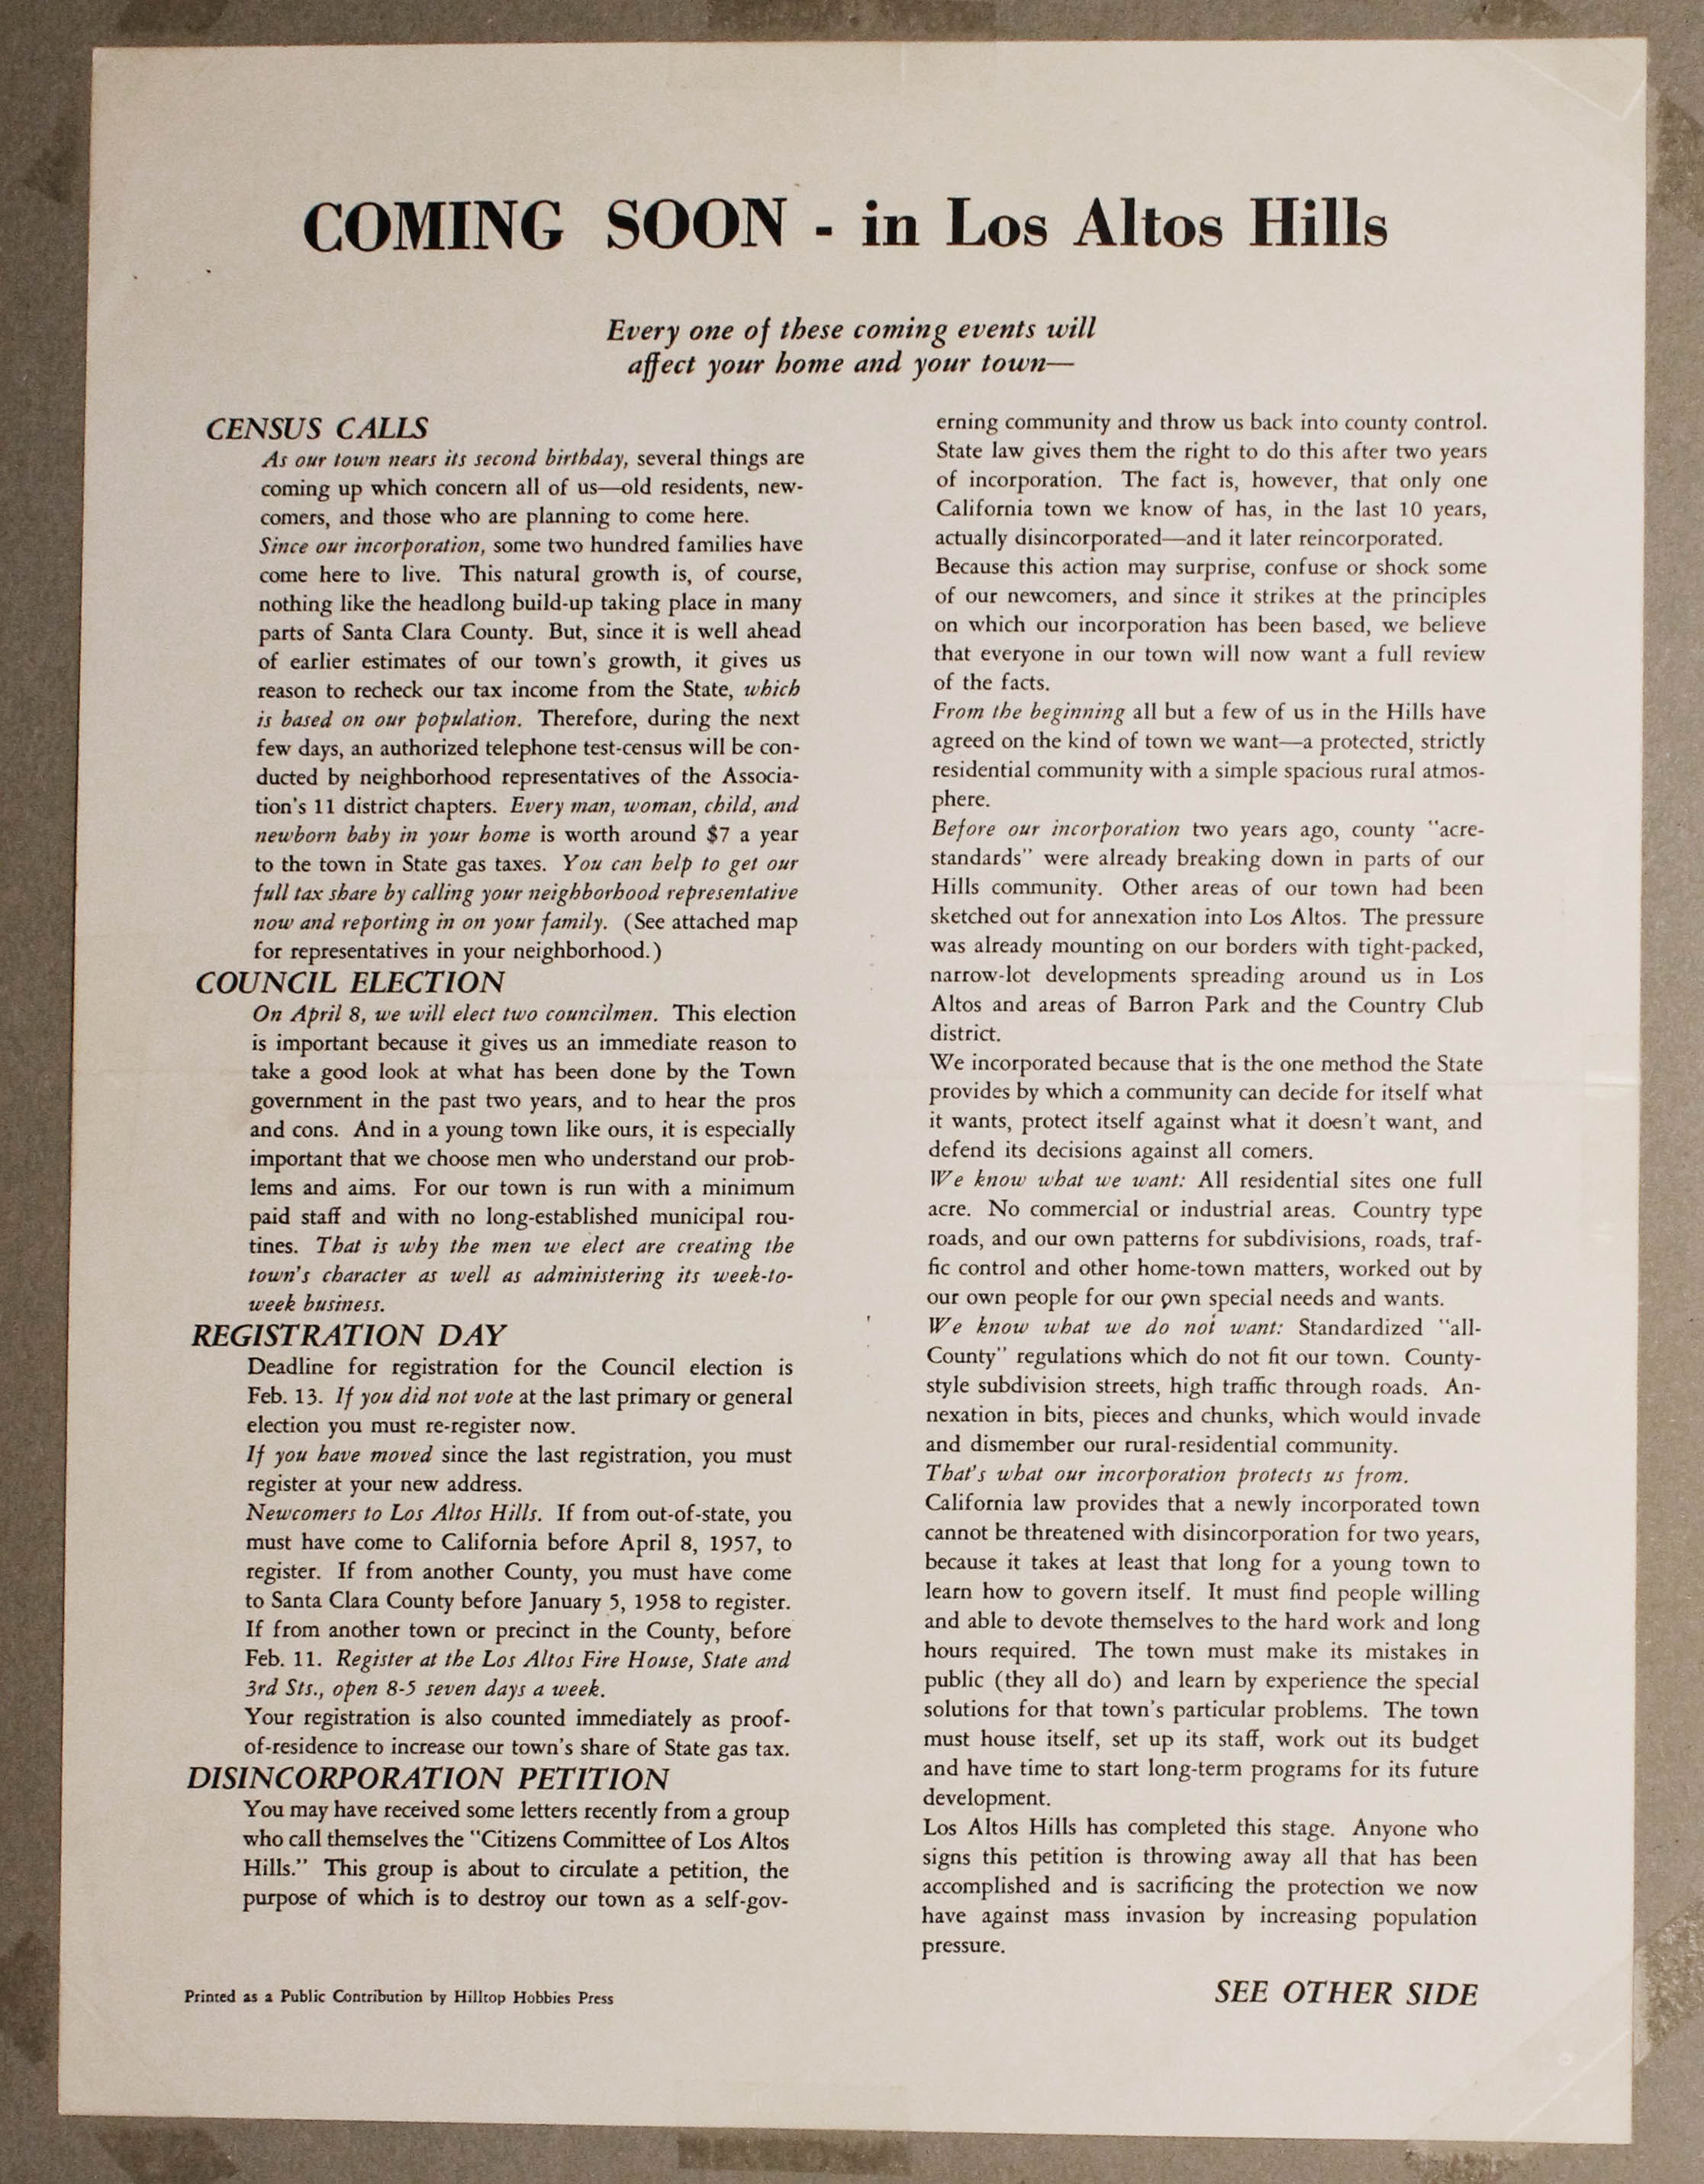 COMING SOON - in Los Altos Hills
Every one of these coming events will
affect your home and your town—
CENSUS CALLS
As our town nears its second birthday, several things are
coming up which concern all of us—old residents, new-
comers, and those who are planning to come here.
Since our incorporation, some two hundred families have
come here to live. This natural growth is, of course,
nothing like the headlong build-up taking place in many
parts of Santa Clara County. But, since it is well ahead
of earlier estimates of our town's growth, it gives us
reason to recheck our tax income from the State, which
is based on our population. Therefore, during the next
few days, an authorized telephone test-census will be con-
ducted by neighborhood representatives of the Associa-
tion's 11 district chapters. Every man, woman, child, and
newborn baby in your home is worth around $7 a year
to the town in State gas taxes. You can help to get our
full tax share by calling your neighborhood representative
now and reporting in on your family. (See attached map
for representatives in your neighborhood.)
COUNCIL ELECTION
On April 8, we will elect two councilmen. This election
is important because it gives us an immediate reason to
take a good look at what has been done by the Town
government in the past two years, and to hear the pros
and cons. And in a young town like ours, it is especially
important that we choose men who understand our prob-
lems and aims. For our town is run with a minimum
paid staff and with no long-established municipal rou-
tines. That is why the men we elect are creating the
town's character as well as administering its week-to-
week business.
REGISTRATION DAY
Deadline for registration for the Council election is
Feb. 13. If you did not vote at the last primary or general
election you must re-register now.
If you have moved since the last registration, you must
register at your new address.
Newcomers to Los Altos Hills. If from out-of-state, you
must have come to California before April 8, 1957, to
register. If from another County, you must have come
to Santa Clara County before January 5, 1958 to register.
If from another town or precinct in the County, before
Feb. 11. Register at the Los Altos Fire House, State and
3rd Sts., open 8-5 seven days a week.
Your registration is also counted immediately as proof-
of-residence to increase our town's share of State gas tax.
DISINCORPORATION PETITION
You may have received some letters recently from a group
who call themselves the "Citizens Committee of Los Altos
Hills." This group is about to circulate a petition, the
purpose of which is to destroy our town as a self-gov-
erning community and throw us back into county control.
State law gives them the right to do this after two years
of incorporation. The fact is, however, that only one
California town we know of has, in the last 10 years,
actually disincorporated—and it later reincorporated.
Because this action may surprise, confuse or shock some
of our newcomers, and since it strikes at the principles
on which our incorporation has been based, we believe
that everyone in our town will now want a full review
of the facts.
From the beginning all but a few of us in the Hills have
agreed on the kind of town we want—a protected, strictly
residential community with a simple spacious rural atmos-
phere.
Before our incorporation two years ago, county "acre-
standards" were already breaking down in parts of our
Hills community. Other areas of our town had been
sketched out for annexation into Los Altos. The pressure
was already mounting on our borders with tight-packed,
narrow-lot developments spreading around us in Los
Altos and areas of Barron Park and the Country Club
district.
We incorporated because that is the one method the State
provides by which a community can decide for itself what
it wants, protect itself against what it doesn't want, and
defend its decisions against all comers.
We know what we want: All residential sites one full
acre. No commercial or industrial areas. Country type
roads, and our own patterns for subdivisions, roads, traf-
fic control and other home-town matters, worked out by
our own people for our own special needs and wants.
We know what we do not want: Standardized "all-
County" regulations which do not fit our town. County-
style subdivision streets, high traffic through roads. An-
nexation in bits, pieces and chunks, which would invade
and dismember our rural-residential community.
That's what our incorporation protects us from.
California law provides that a newly incorporated town
cannot be threatened with disincorporation for two years,
because it takes at least that long for a young town to
learn how to govern itself. It must find people willing
and able to devote themselves to the hard work and long
hours required. The town must make its mistakes in
public (they all do) and learn by experience the special
solutions for that town's particular problems. The town
must house itself, set up its staff, work out its budget
and have time to start long-term programs for its future
development.
Los Altos Hills has completed this stage. Anyone who
signs this petition is throwing away all that has been
accomplished and is sacrificing the protection we now
have against mass invasion by increasing population
pressure.
Printed as a Public Contribution by Hilltop Hobbies Press
SEE OTHER SIDE